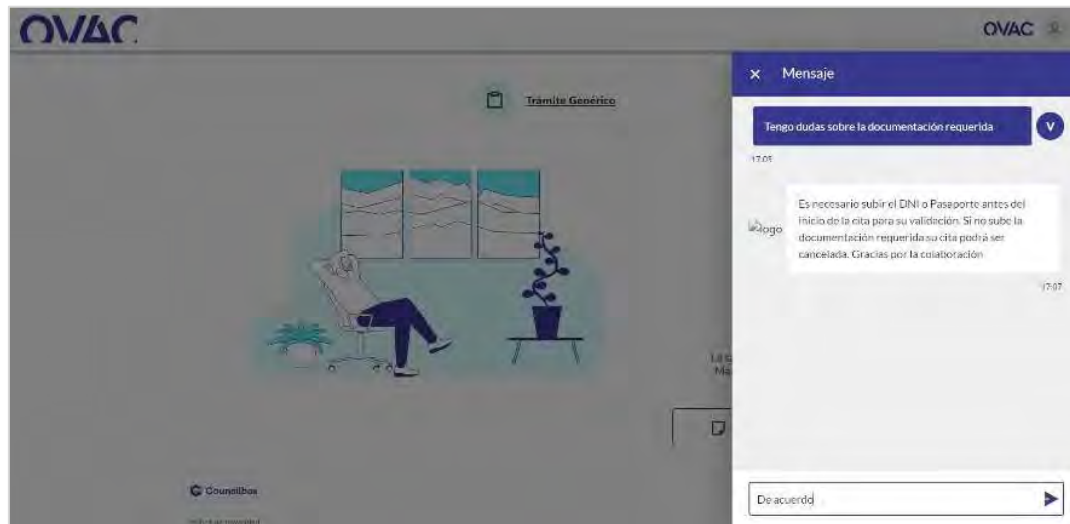 OVAC
OVAC
Trámite Genérico
Mensaje
Tengo dudas sobre la documentación requerida
V
17:05
logo
Es necesario subir el DNI o Pasaporte antes del
inicio de la cita para su validación. Si no sube la
documentación requerida su cita podrá ser
cancelada. Gracias por la colaboración
17:07
Councilbox
De acuerdo